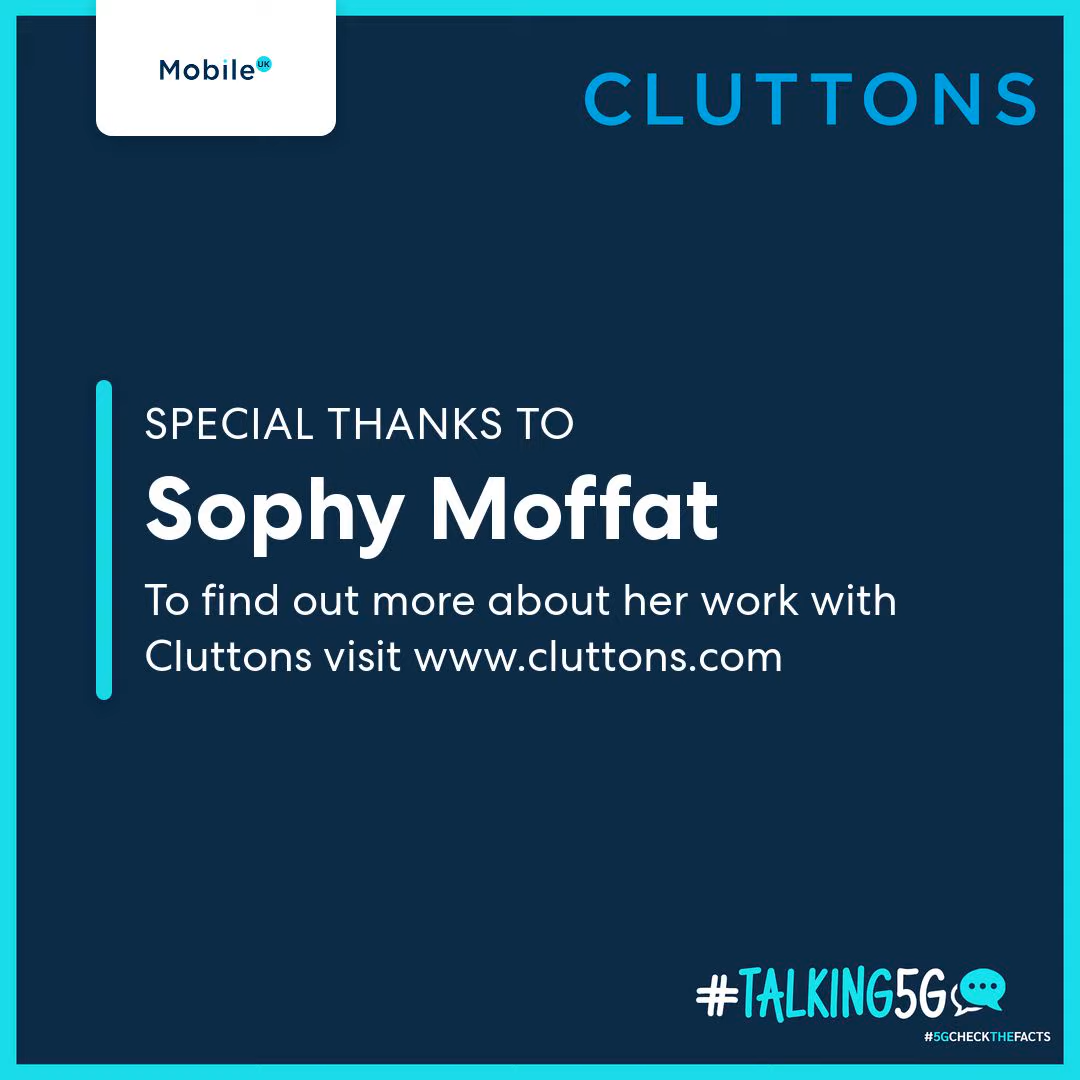 Mobile UK
CLUTTONS
SPECIAL THANKS TO
Sophy Moffat
To find out more about her work with
Cluttons visit www.cluttons.com
#TALKING5G
#5GCHECKTHEFACTS